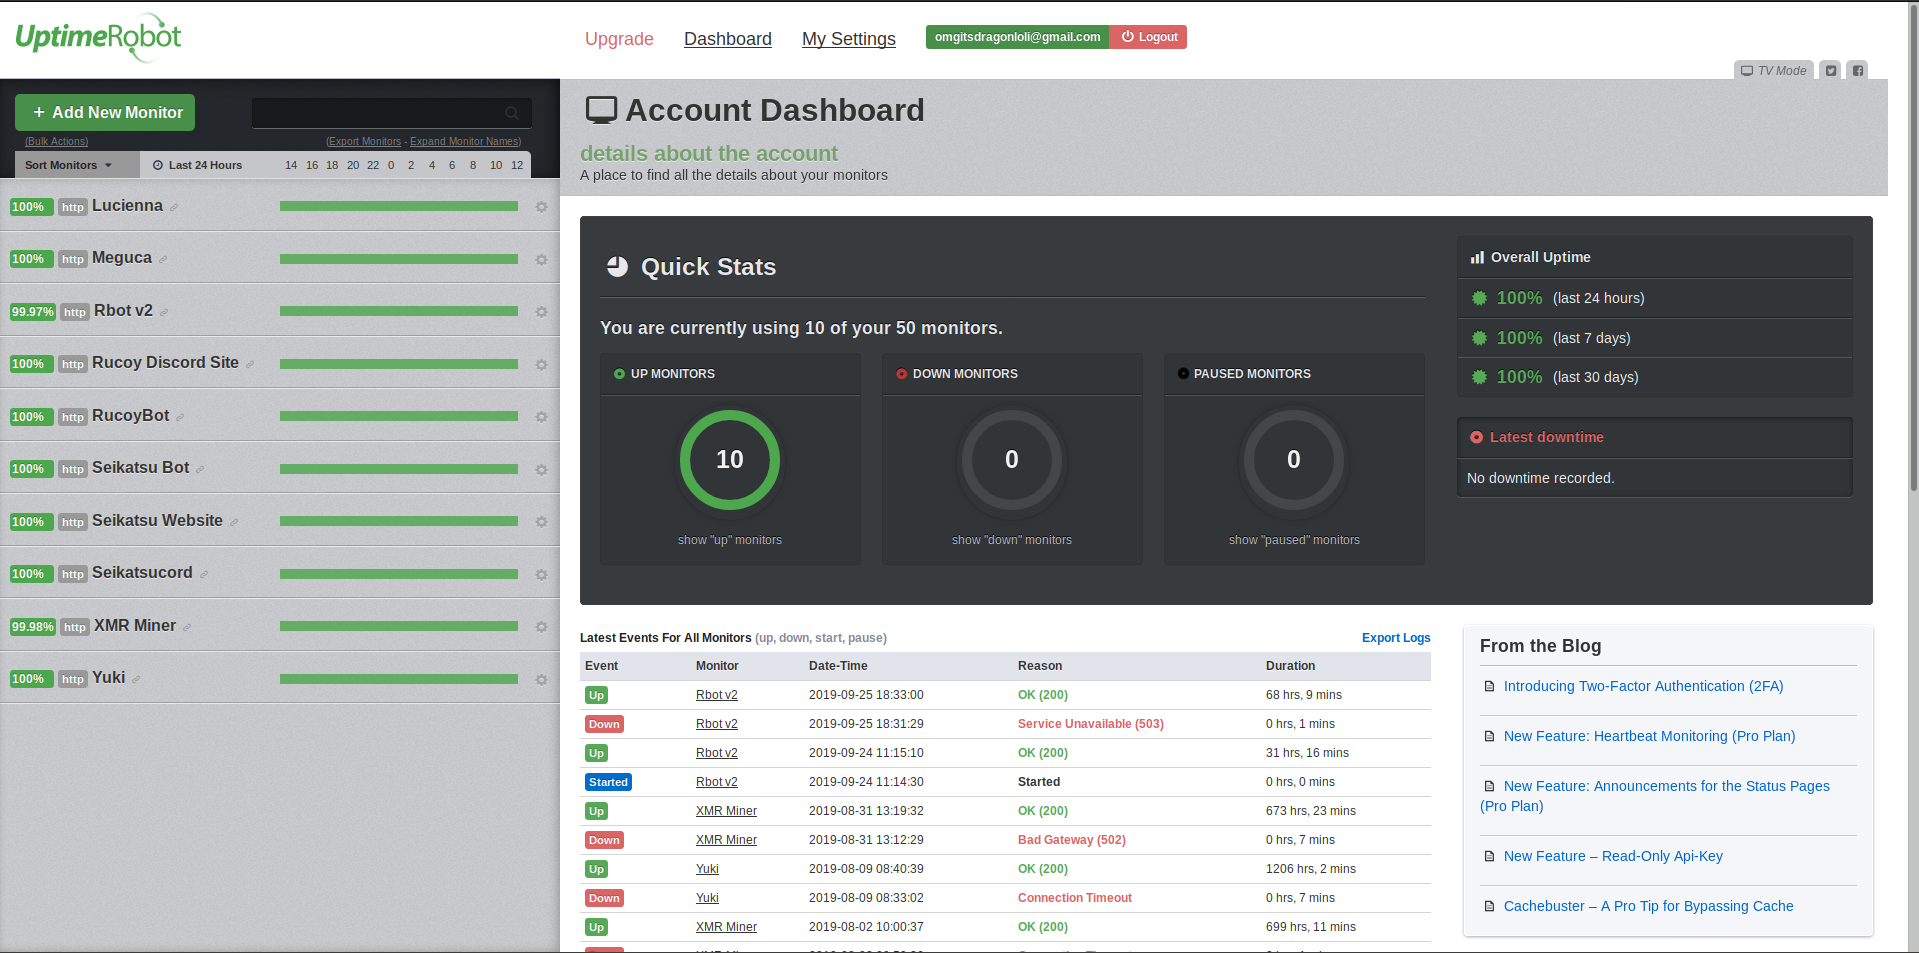 UptimeRobot
Upgrade Dashboard My Settings omgitsdragonloli@gmail.com Logout
TV Mode
+ Add New Monitor
(Bulk Actions) (Export Monitors - Expand Monitor Names)
Sort Monitors Last 24 Hours 14 16 18 20 22 0 2 4 6 8 10 12
100% http Lucienna
100% http Meguca
99.97% http Rbot v2
100% http Rucoy Discord Site
100% http RucoyBot
100% http Seikatsu Bot
100% http Seikatsu Website
100% http Seikatsucord
99.98% http XMR Miner
100% http Yuki
Account Dashboard
details about the account
A place to find all the details about your monitors
Quick Stats
You are currently using 10 of your 50 monitors.
UP MONITORS DOWN MONITORS PAUSED MONITORS
10 0 0
show "up" monitors show "down" monitors show "paused" monitors
Overall Uptime
100% (last 24 hours)
100% (last 7 days)
100% (last 30 days)
Latest downtime
No downtime recorded.
Latest Events For All Monitors (up, down, start, pause) Export Logs
Event Monitor Date-Time Reason Duration
Up Rbot v2 2019-09-25 18:33:00 OK (200) 68 hrs, 9 mins
Down Rbot v2 2019-09-25 18:31:29 Service Unavailable (503) 0 hrs, 1 mins
Up Rbot v2 2019-09-24 11:15:10 OK (200) 31 hrs, 16 mins
Started Rbot v2 2019-09-24 11:14:30 Started 0 hrs, 0 mins
Up XMR Miner 2019-08-31 13:19:32 OK (200) 673 hrs, 23 mins
Down XMR Miner 2019-08-31 13:12:29 Bad Gateway (502) 0 hrs, 7 mins
Up Yuki 2019-08-09 08:40:39 OK (200) 1206 hrs, 2 mins
Down Yuki 2019-08-09 08:33:02 Connection Timeout 0 hrs, 7 mins
Up XMR Miner 2019-08-02 10:00:37 OK (200) 699 hrs, 11 mins
From the Blog
Introducing Two-Factor Authentication (2FA)
New Feature: Heartbeat Monitoring (Pro Plan)
New Feature: Announcements for the Status Pages
(Pro Plan)
New Feature – Read-Only Api-Key
Cachebuster – A Pro Tip for Bypassing Cache